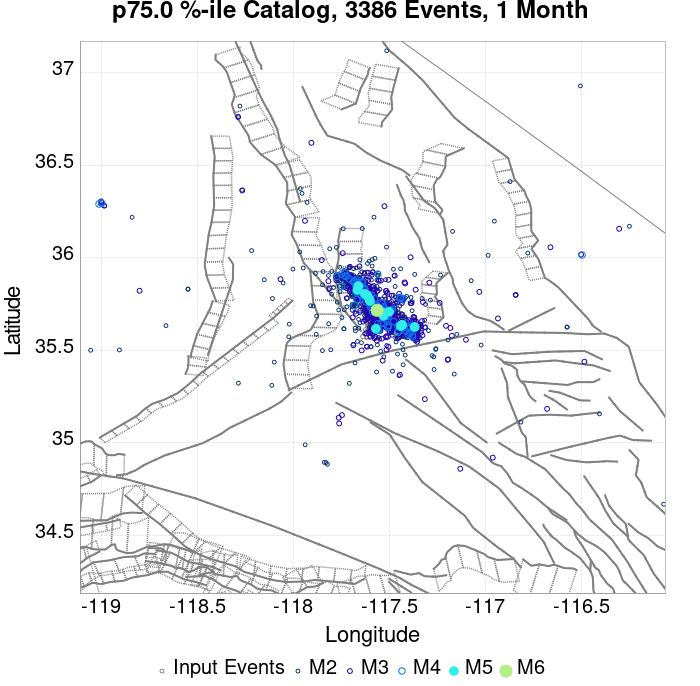 p75.0 %-ile Catalog, 3386 Events, 1 Month
37
36.5
36
35.5
35
34.5
Latitude
-119
-118.5
-118
-117.5
-117
-116.5
Longitude
Input Events
M2
M3
M4
M5
M6